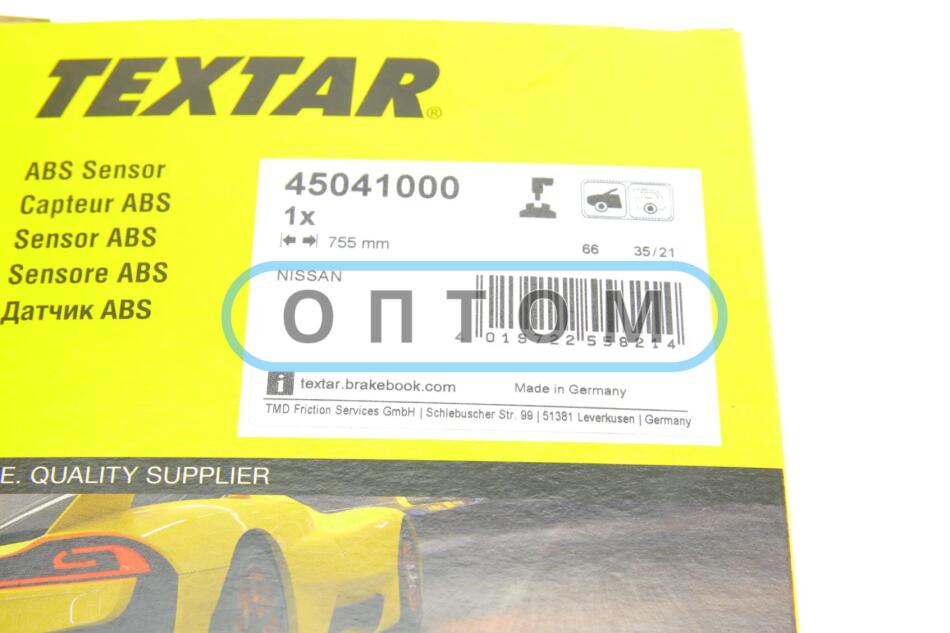 TEXTAR®
ABS Sensor
Capteur ABS
Sensor ABS
Sensore ABS
Датчик ABS
45041000
1x
755 mm
66 35/21
NISSAN
ОПТОМ
4 019722 558214
i textar.brakebook.com
Made in Germany
TMD Friction Services GmbH | Schlebuscher Str. 99 | 51381 Leverkusen | Germany
E. QUALITY SUPPLIER